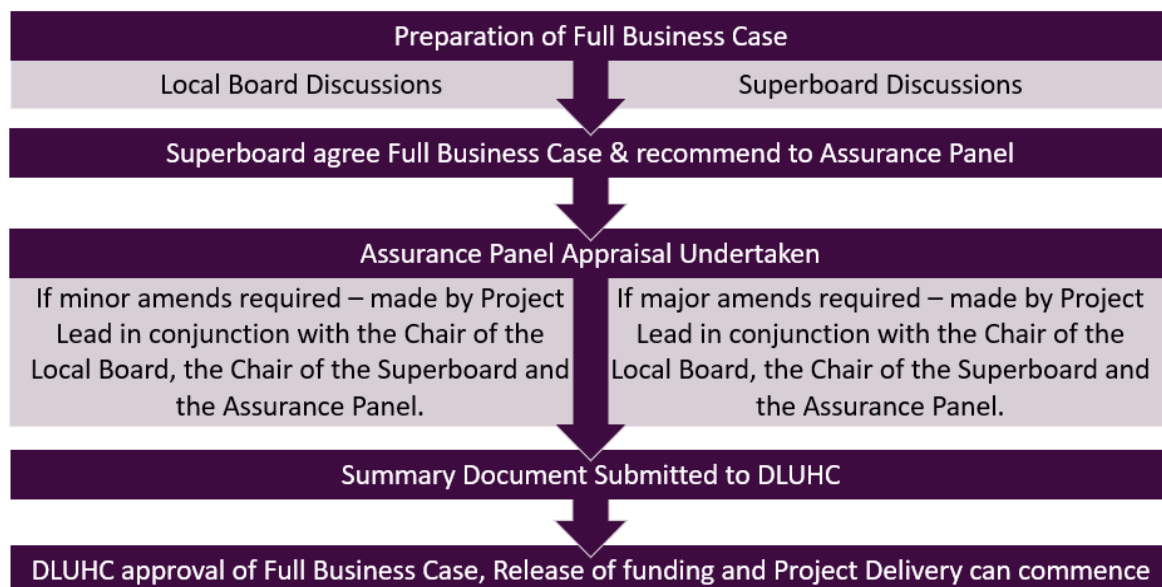 Preparation of Full Business Case
Local Board Discussions
Superboard Discussions
Superboard agree Full Business Case & recommend to Assurance Panel
Assurance Panel Appraisal Undertaken
If minor amends required – made by Project
Lead in conjunction with the Chair of the
Local Board, the Chair of the Superboard and
the Assurance Panel.
If major amends required – made by Project
Lead in conjunction with the Chair of the
Local Board, the Chair of the Superboard and
the Assurance Panel.
Summary Document Submitted to DLUHC
DLUHC approval of Full Business Case, Release of funding and Project Delivery can commence